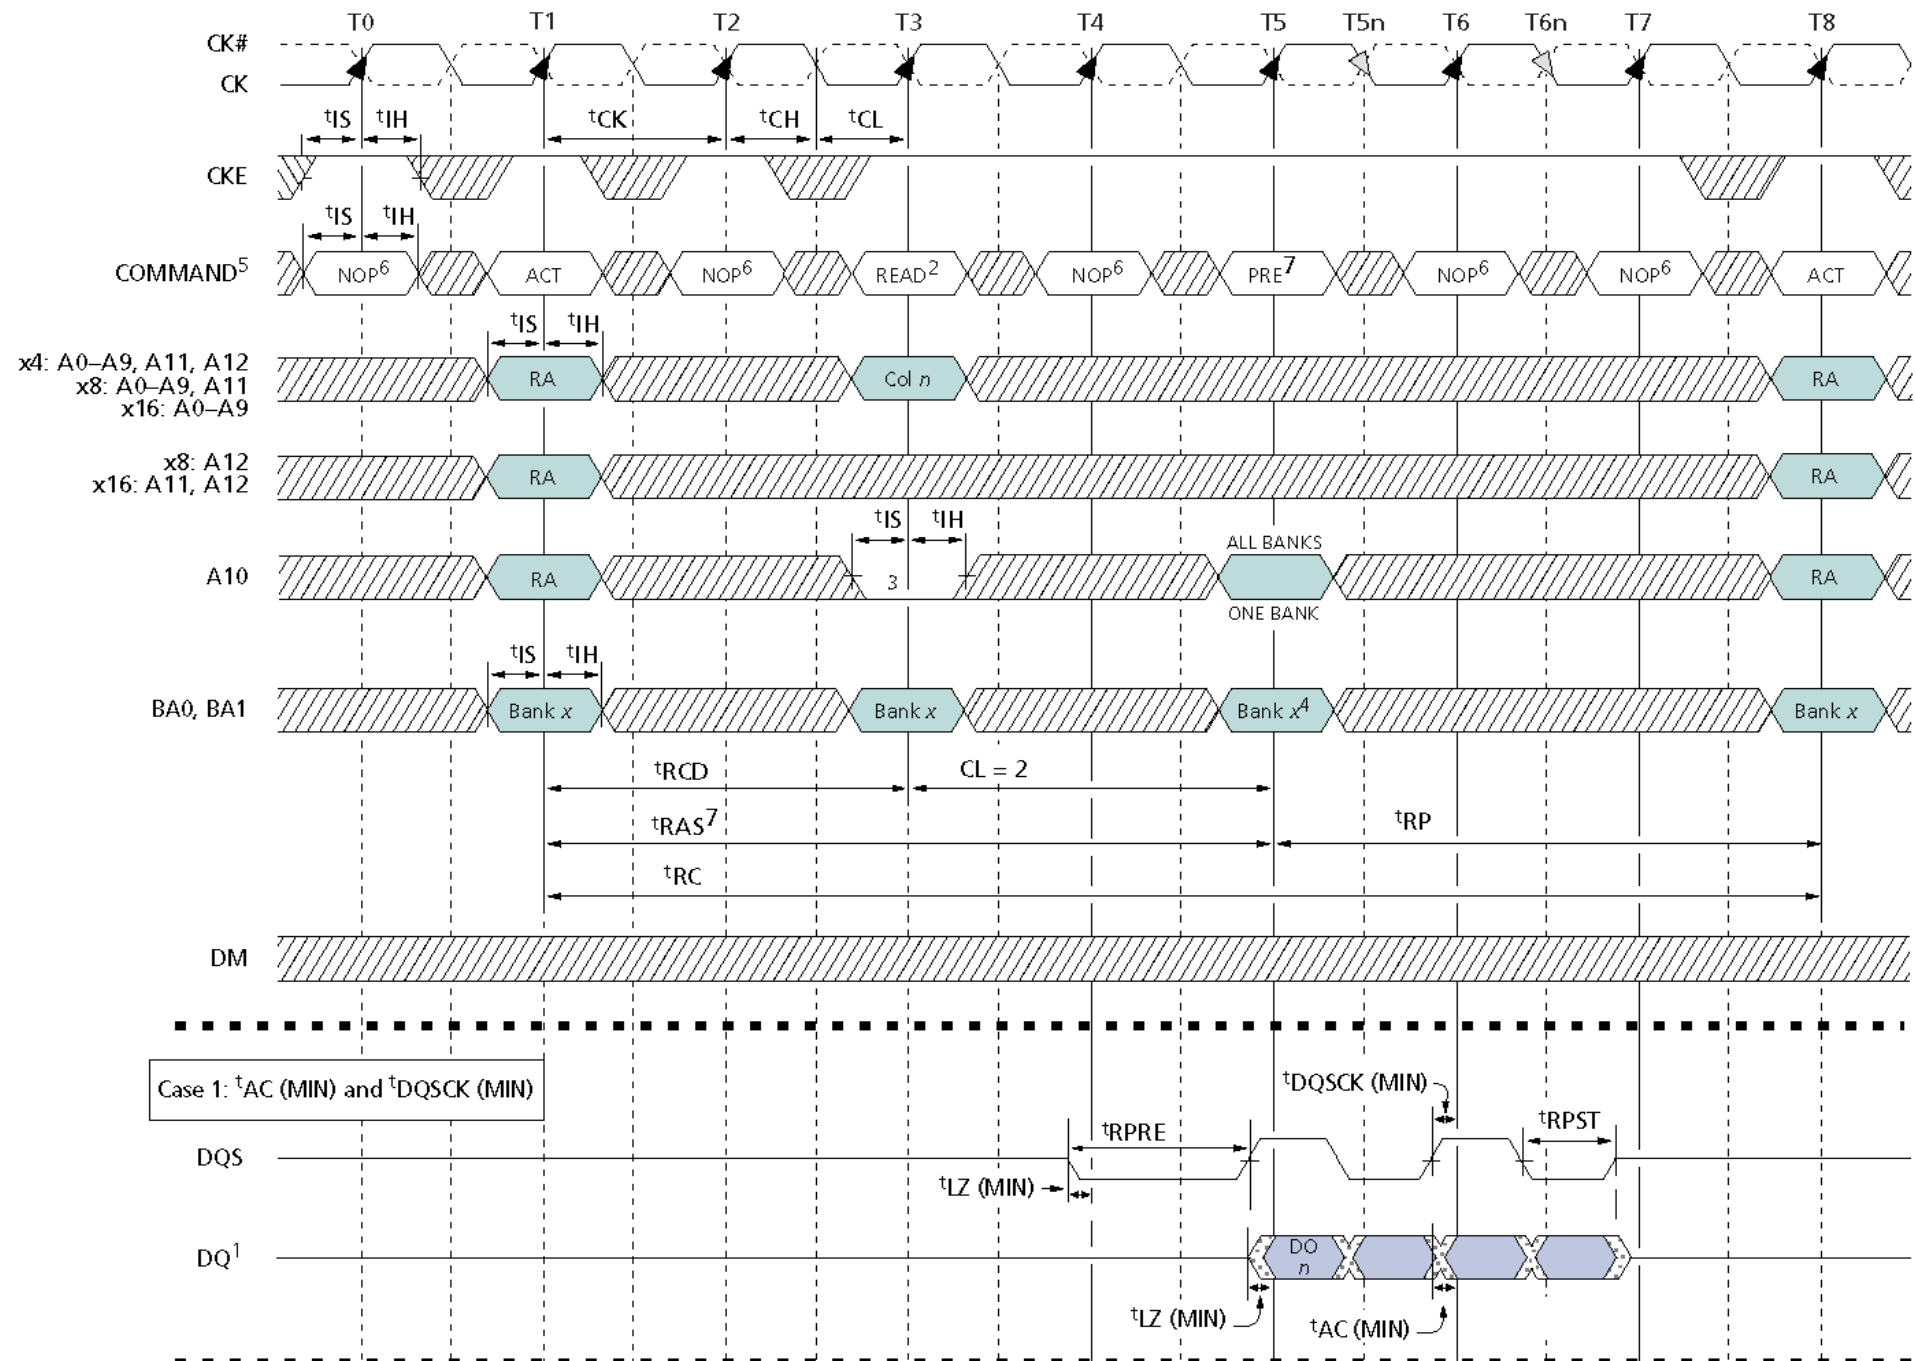 T0 T1 T2 T3 T4 T5 T5n T6 T6n T7 T8
CK#
CK
tIS tIH tCK tCH tCL
CKE
tIS tIH
COMMAND5 NOP6 ACT NOP6 READ2 NOP6 PRE7 NOP6 NOP6 ACT
tIS tIH
x4: A0–A9, A11, A12
x8: A0–A9, A11
x16: A0–A9
RA Col n RA
x8: A12
x16: A11, A12
RA RA
tIS tIH
ALL BANKS
A10 RA 3 RA
ONE BANK
tIS tIH
BA0, BA1 Bank x Bank x Bank x4 Bank x
tRCD CL = 2
tRAS7 tRP
tRC
DM
Case 1: tAC (MIN) and tDQSCK (MIN)
tDQSCK (MIN)
tRPRE tRPST
DQS
tLZ (MIN)
DQ1 DO
n
tLZ (MIN) tAC (MIN)